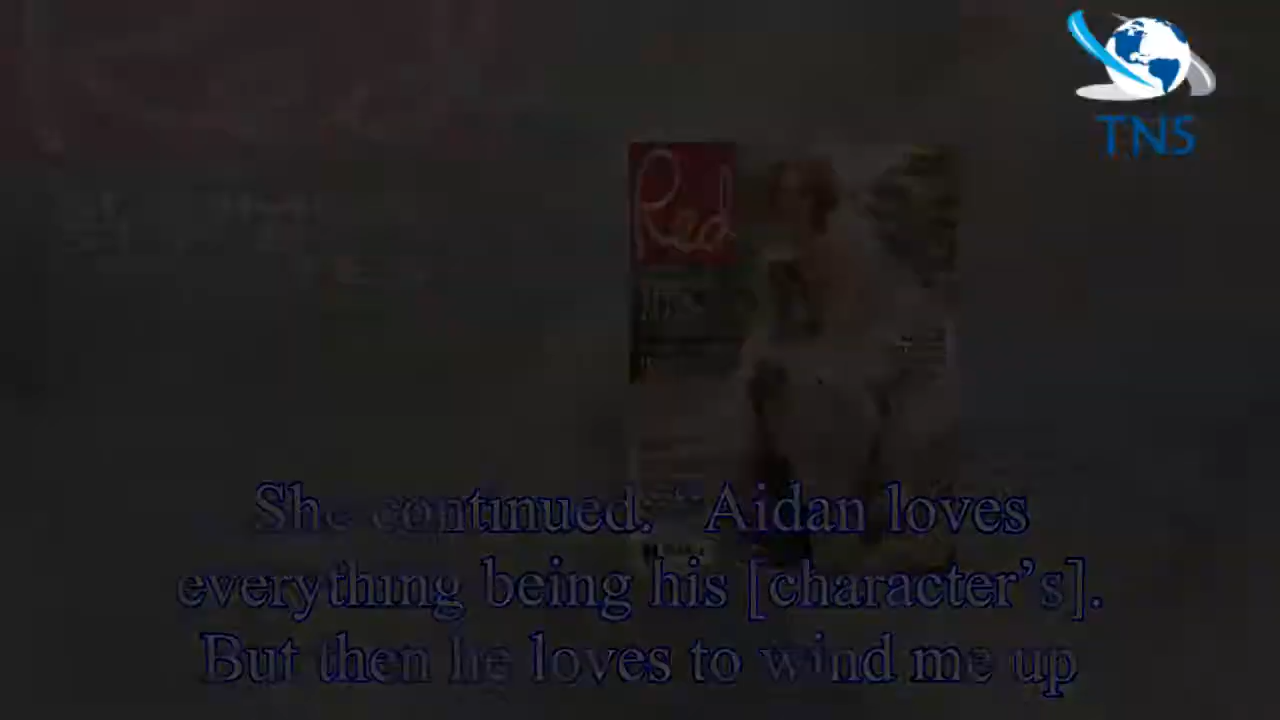 TNS
Red
She continued: “Aidan loves
everything being his [character’s].
But then he loves to wind me up